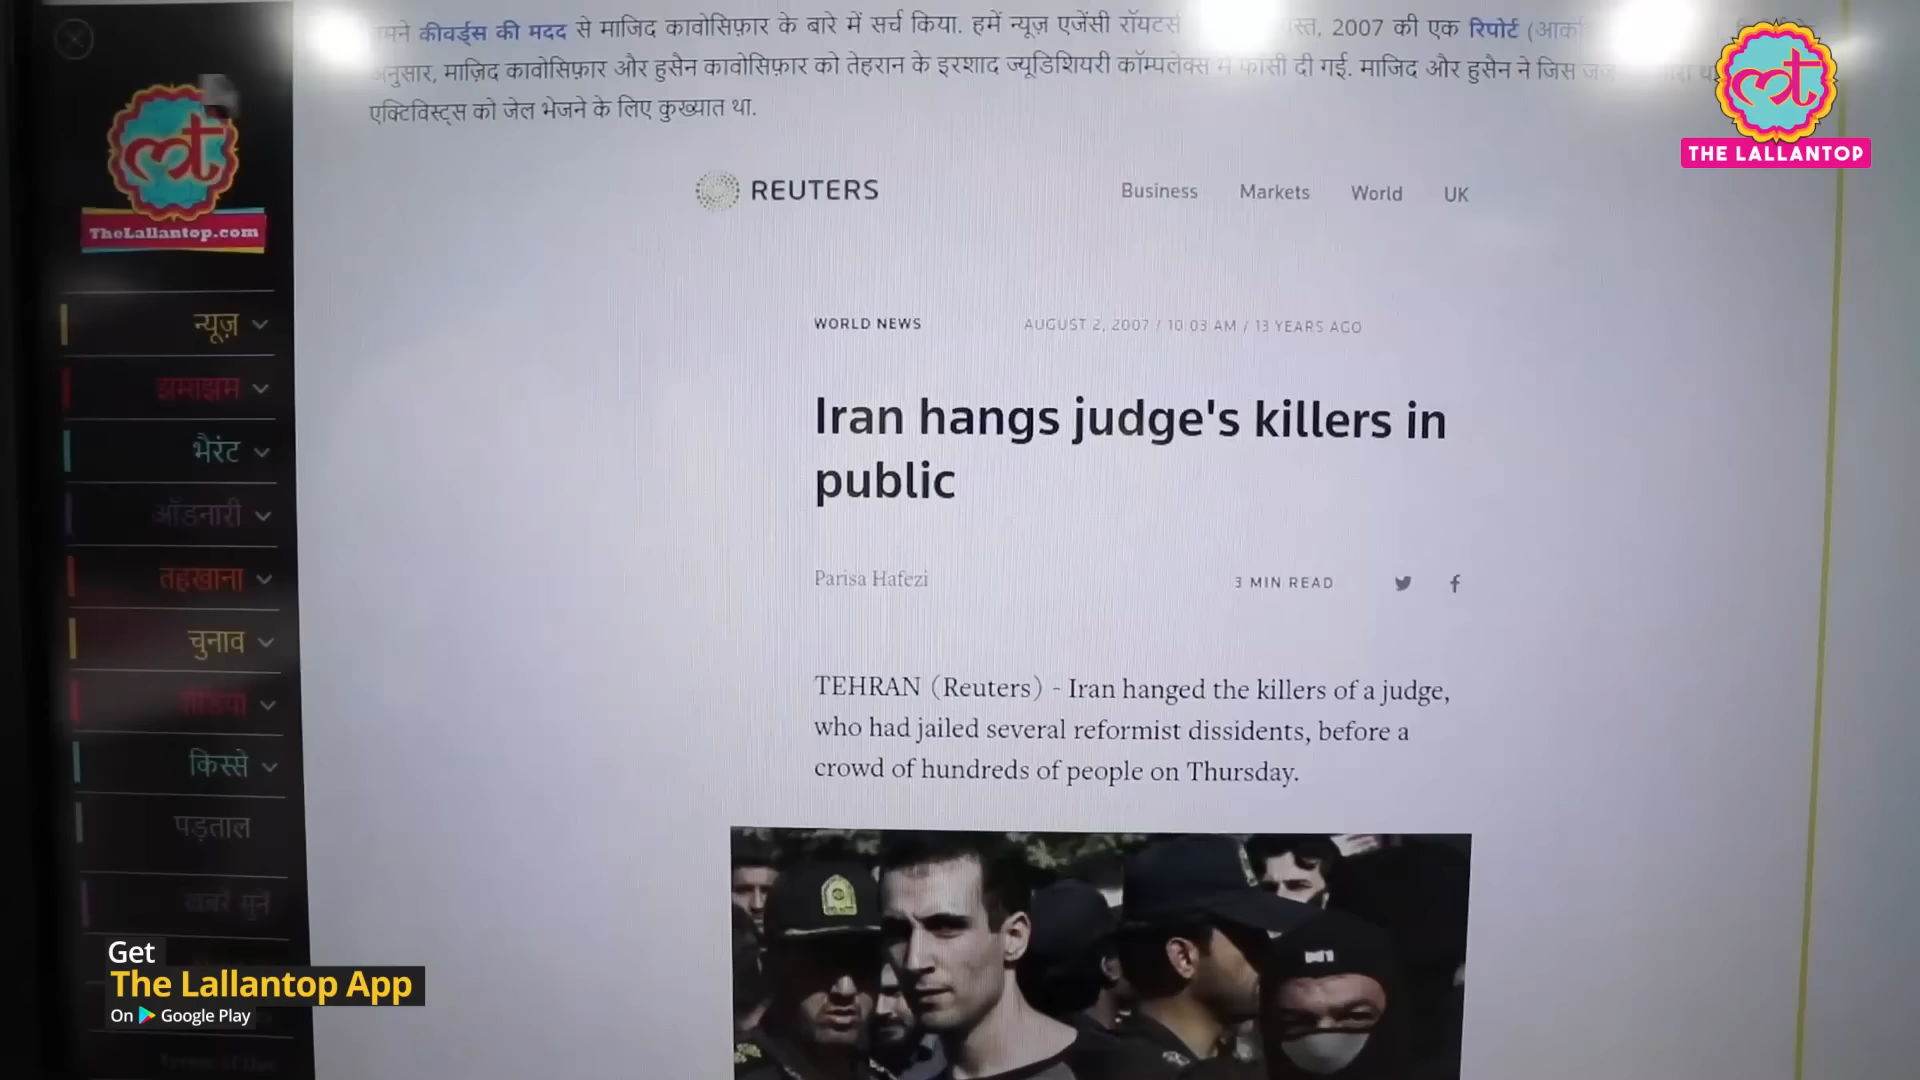 कीवर्ड्स की मदद से माजिद कावोसिफ़ार के बारे में सर्च किया. हमें न्यूज़ एजेंसी रॉयटर्स 2007 की एक रिपोर्ट
अनुसार, माज़िद कावोसिफ़ार और हुसैन कावोसिफ़ार को तेहरान के इरशाद ज्यूडिशियरी कॉम्पलेक्स में फांसी दी गई. माजिद और हुसैन ने जिस
एक्टिविस्ट्स को जेल भेजने के लिए कुख्यात था.
THE LALLANTOP
TheLallantop.com
REUTERS
Business Markets World UK
न्यूज़
झमाझम
भैरंट
ऑडनारी
तहखाना
चुनाव
किस्से
पड़ताल
खबरें सुनें
WORLD NEWS
AUGUST 2, 2007 / 10:03 AM / 13 YEARS AGO
Iran hangs judge's killers in
public
Parisa Hafezi
3 MIN READ
TEHRAN (Reuters) - Iran hanged the killers of a judge,
who had jailed several reformist dissidents, before a
crowd of hundreds of people on Thursday.
Get
The Lallantop App
On Google Play